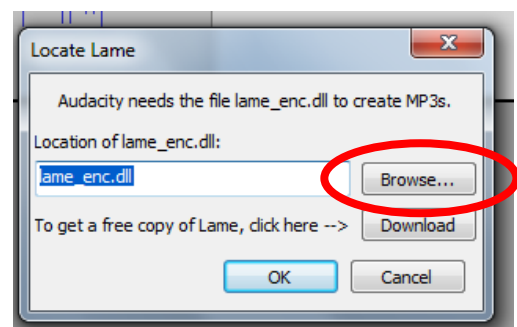 Locate Lame
Audacity needs the file lame_enc.dll to create MP3s.
Location of lame_enc.dll:
lame_enc.dll Browse...
To get a free copy of Lame, click here --> Download
OK Cancel